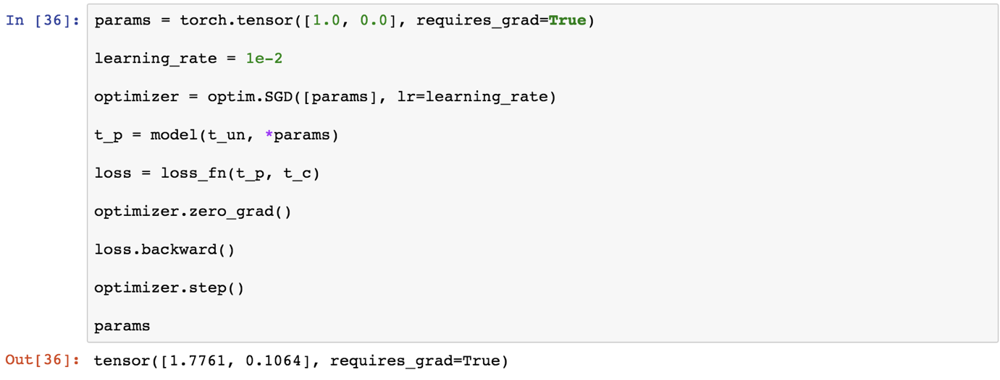 In [36]: params = torch.tensor([1.0, 0.0], requires_grad=True)
learning_rate = 1e-2
optimizer = optim.SGD([params], lr=learning_rate)
t_p = model(t_un, *params)
loss = loss_fn(t_p, t_c)
optimizer.zero_grad()
loss.backward()
optimizer.step()
params
Out[36]: tensor([1.7761, 0.1064], requires_grad=True)